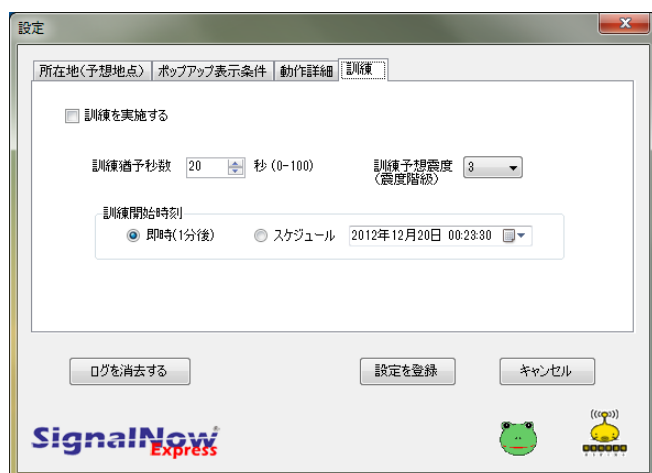 設定
所在地(予想地点) ポップアップ表示条件 動作詳細 訓練
訓練を実施する
訓練猶予秒数 20 秒 (0-100) 訓練予想震度 3
(震度階級)
訓練開始時刻
即時(1分後) スケジュール 2012年12月20日 00:23:30
ログを消去する 設定を登録 キャンセル
SignalNow
Express